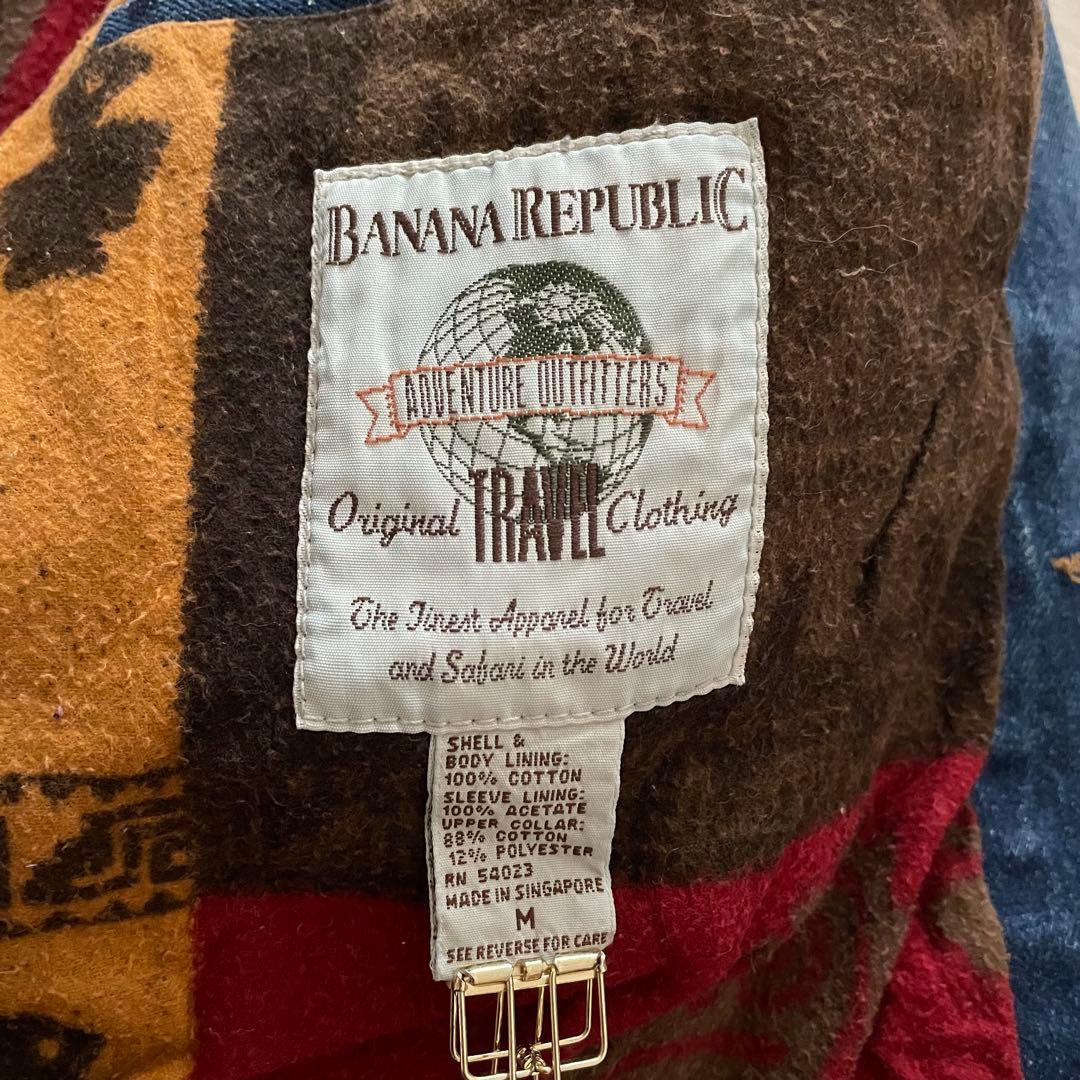 BANANA REPUBLIC
ADVENTURE OUTFITTERS
Original TRAVEL Clothing
The Finest Apparel for Travel
and Safari in the World
SHELL &
BODY LINING:
100% COTTON
SLEEVE LINING:
100% ACETATE
UPPER COLLAR:
88% COTTON
12% POLYESTER
RN 54023
MADE IN SINGAPORE
M
SEE REVERSE FOR CARE